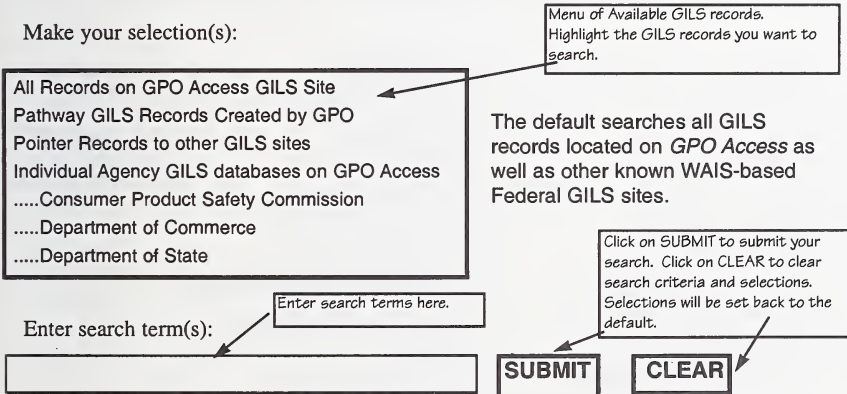 Make your selection(s):
Menu of Available GILS records.
Highlight the GILS records you want to
search.
All Records on GPO Access GILS Site
Pathway GILS Records Created by GPO
Pointer Records to other GILS sites
Individual Agency GILS databases on GPO Access
.....Consumer Product Safety Commission
.....Department of Commerce
.....Department of State
The default searches all GILS
records located on GPO Access as
well as other known WAIS-based
Federal GILS sites.
Click on SUBMIT to submit your
search. Click on CLEAR to clear
search criteria and selections.
Selections will be set back to the
default.
Enter search terms here.
Enter search term(s):
SUBMIT
CLEAR